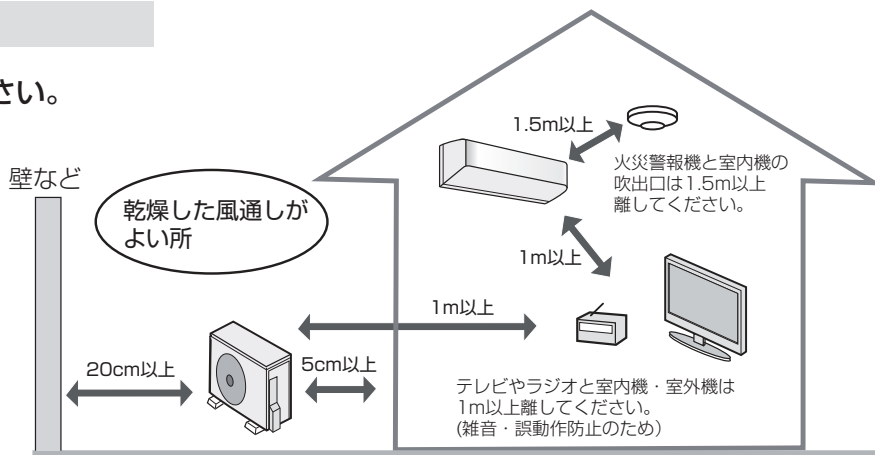 さい。
壁など
乾燥した風通しが
よい所
1.5m以上
火災警報機と室内機の
吹出口は1.5m以上
離してください。
1m以上
1m以上
20cm以上
5cm以上
テレビやラジオと室内機・室外機は
1m以上離してください。
(雑音・誤動作防止のため)